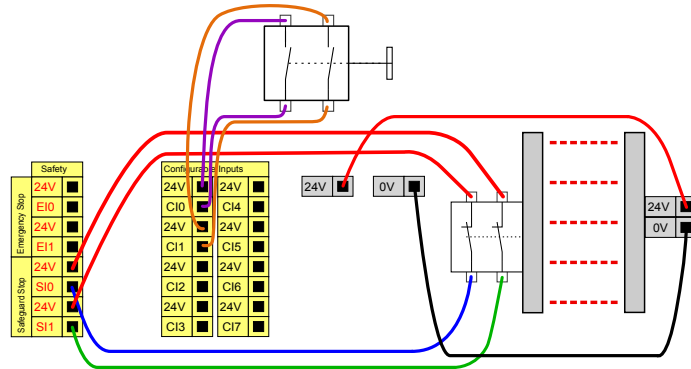 Safety
Emergency Stop
24V
EI0
24V
EI1
Safeguard Stop
24V
SI0
24V
SI1
Configurable Inputs
24V 24V
CI0 CI4
24V 24V
CI1 CI5
24V 24V
CI2 CI6
24V 24V
CI3 CI7
24V
0V
24V
0V